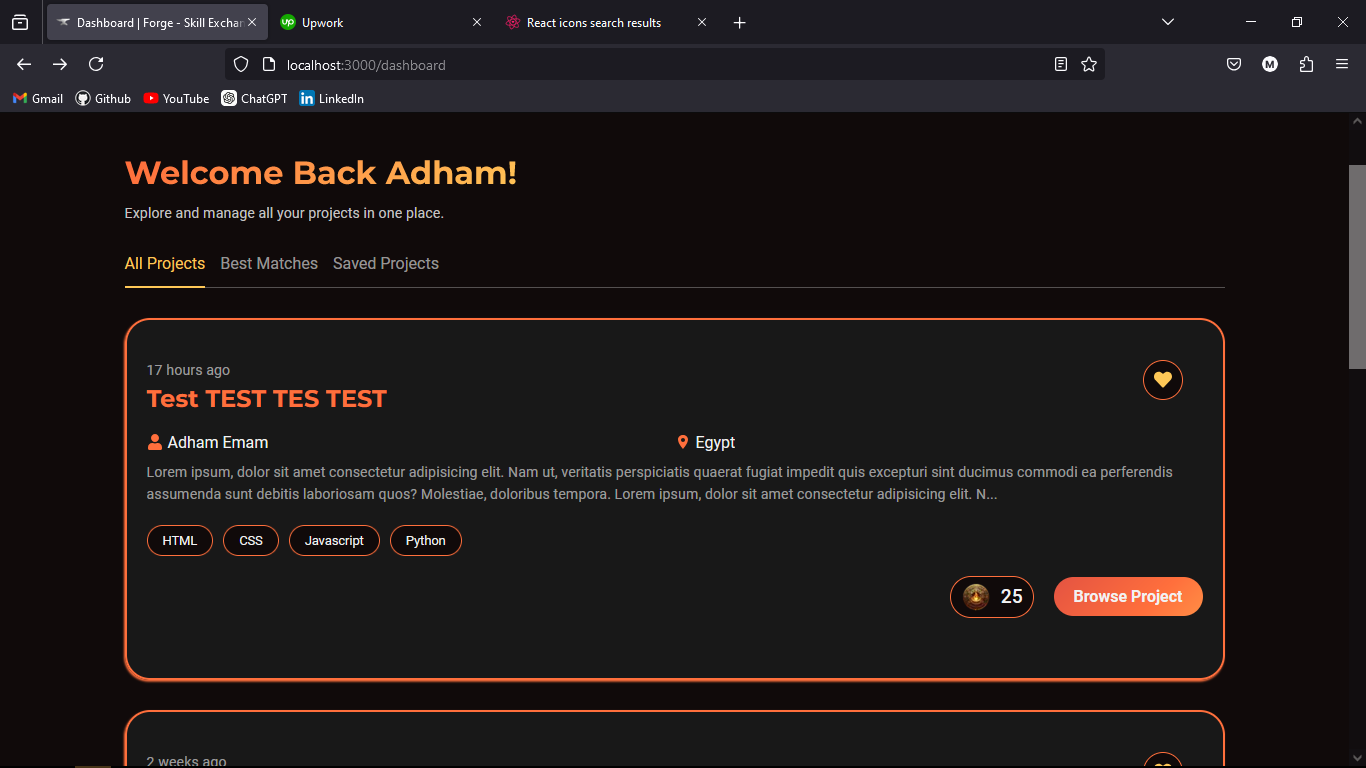 Dashboard | Forge - Skill Exchan
Upwork
React icons search results
localhost:3000/dashboard
M
Gmail
Github
YouTube
ChatGPT
LinkedIn
Welcome Back Adham!
Explore and manage all your projects in one place.
All Projects Best Matches Saved Projects
17 hours ago
Test TEST TES TEST
Adham Emam
Egypt
Lorem ipsum, dolor sit amet consectetur adipisicing elit. Nam ut, veritatis perspiciatis quaerat fugiat impedit quis excepturi sint ducimus commodi ea perferendis
assumenda sunt debitis laboriosam quos? Molestiae, doloribus tempora. Lorem ipsum, dolor sit amet consectetur adipisicing elit. N...
HTML CSS Javascript Python
25
Browse Project
2 weeks ago